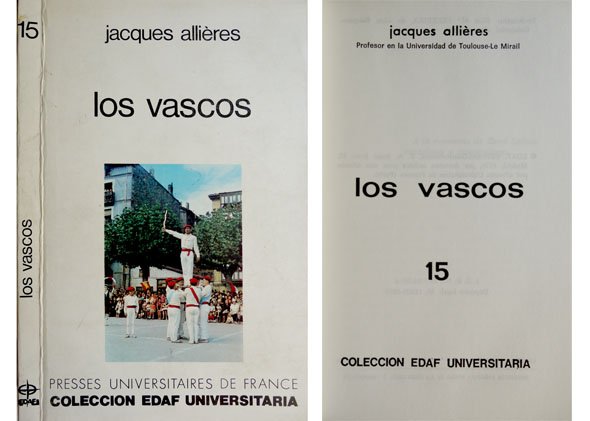 15
los vascos
EDAF
jacques allières
los vascos
PRESSES UNIVERSITAIRES DE FRANCE
COLECCION EDAF UNIVERSITARIA
jacques allières
Profesor en la Universidad de Toulouse-Le Mirail
los vascos
15
COLECCION EDAF UNIVERSITARIA